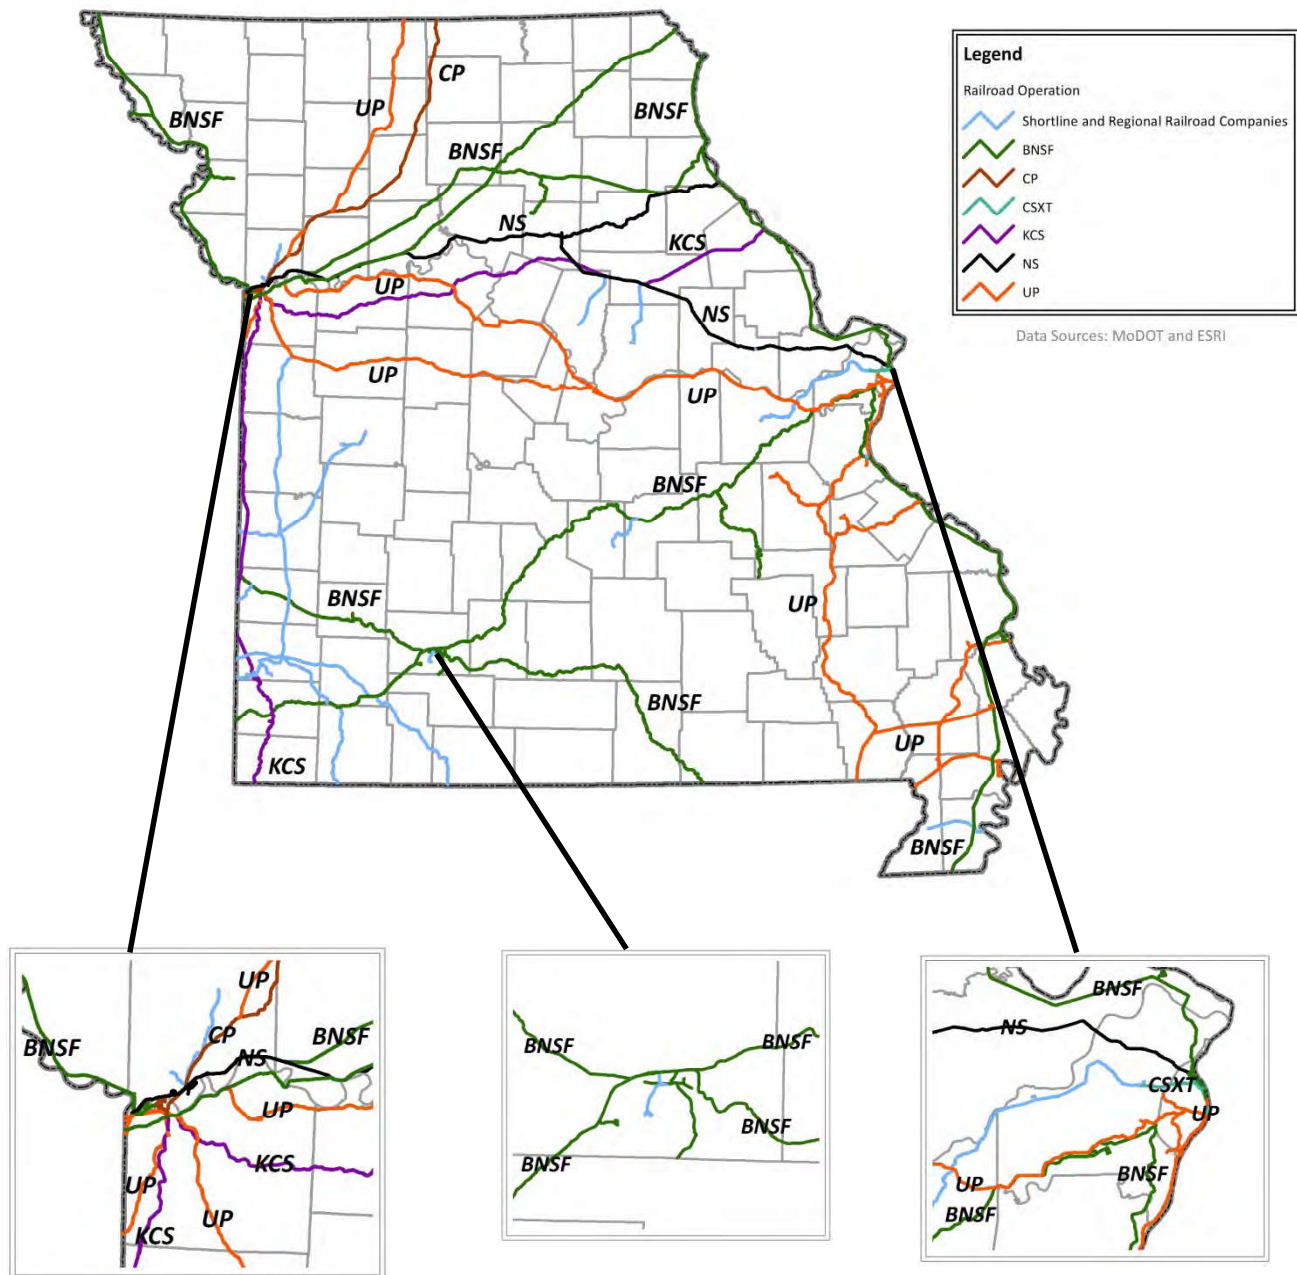 Legend
Railroad Operation
Shortline and Regional Railroad Companies
BNSF
CP
CSXT
KCS
NS
UP
Data Sources: MoDOT and ESRI
CP
UP
BNSF
BNSF
BNSF
NS
KCS
UP
NS
UP
UP
BNSF
BNSF
UP
BNSF
UP
KCS
BNSF
UP
CP
BNSF
BNSF
NS
UP
KCS
UP
UP
KCS
BNSF
BNSF
BNSF
BNSF
BNSF
NS
CSXT
UP
BNSF
UP
BNSF